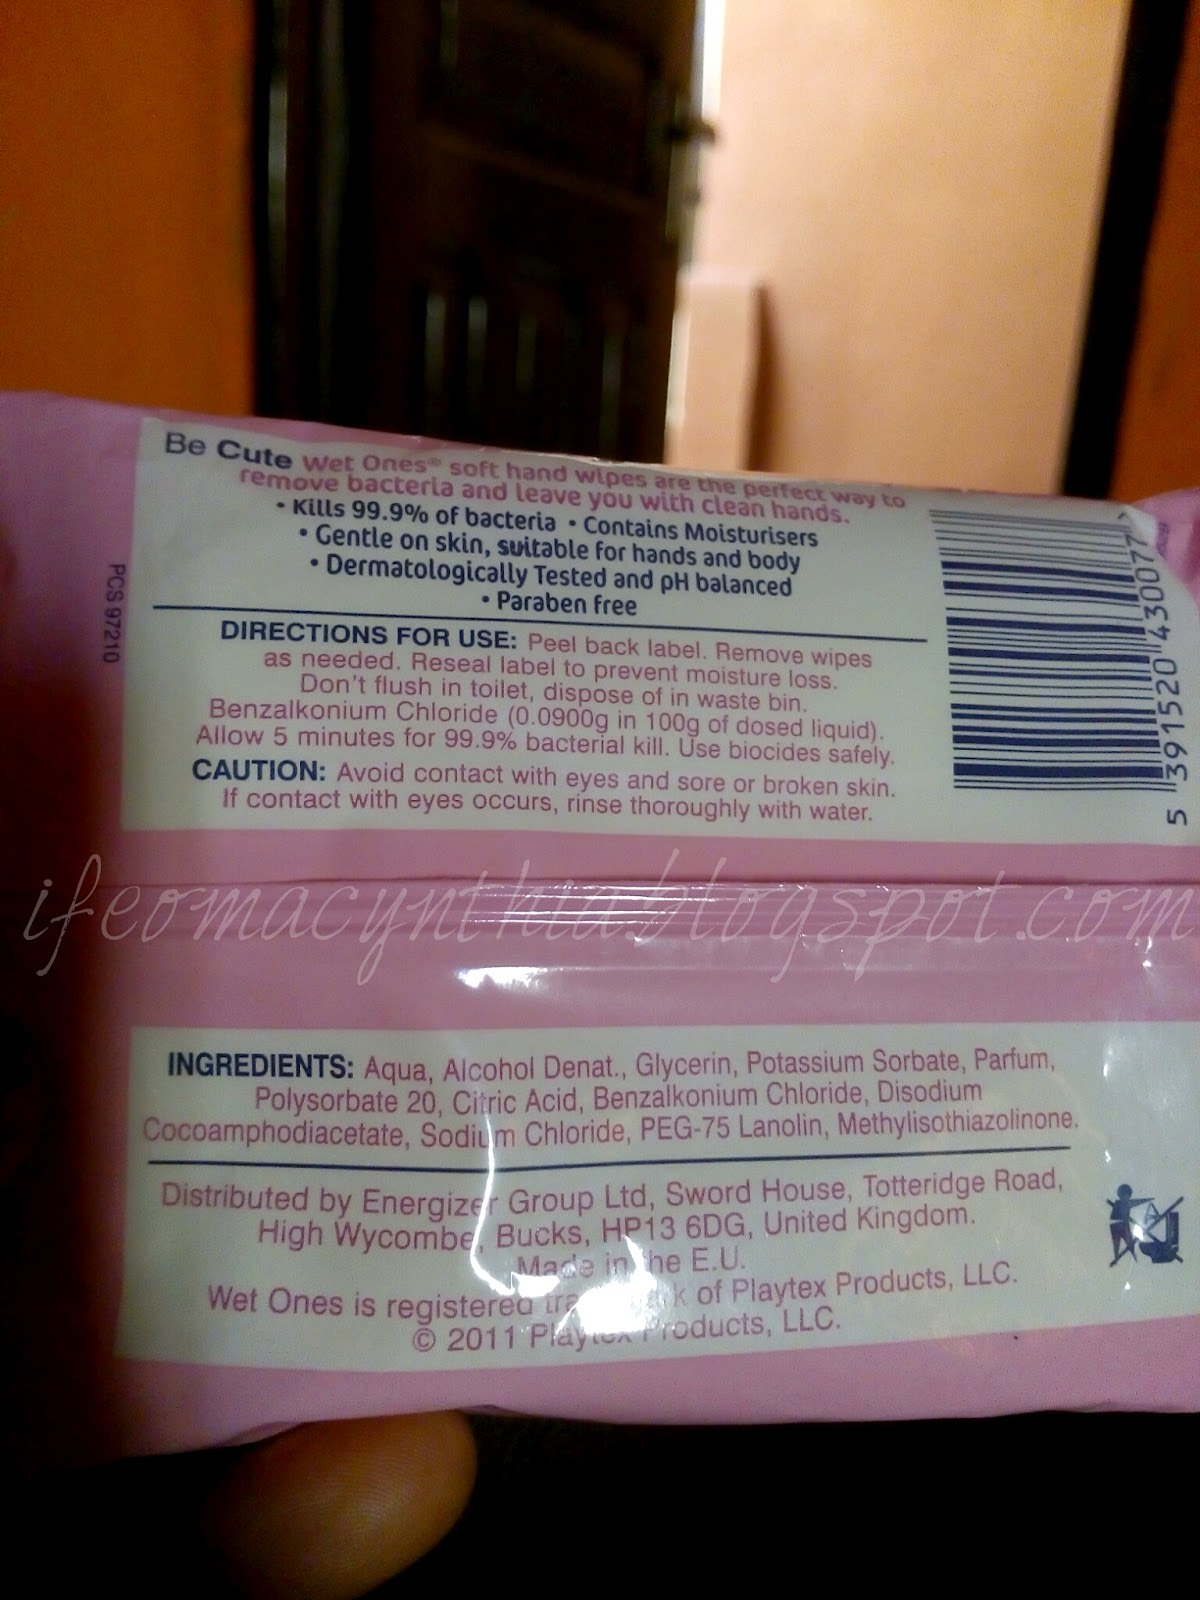 Be Cute Wet Ones® soft hand wipes are the perfect way to
remove bacteria and leave you with clean hands.
• Kills 99.9% of bacteria • Contains Moisturisers
• Gentle on skin, suitable for hands and body
• Dermatologically Tested and pH balanced
• Paraben free
DIRECTIONS FOR USE: Peel back label. Remove wipes
as needed. Reseal label to prevent moisture loss.
Don't flush in toilet, dispose of in waste bin.
Benzalkonium Chloride (0.0900g in 100g of dosed liquid).
Allow 5 minutes for 99.9% bacterial kill. Use biocides safely.
CAUTION: Avoid contact with eyes and sore or broken skin.
If contact with eyes occurs, rinse thoroughly with water.
PCS 97210
5 391520 430077 >
ifeomacynthia.blogspot.com
INGREDIENTS: Aqua, Alcohol Denat., Glycerin, Potassium Sorbate, Parfum,
Polysorbate 20, Citric Acid, Benzalkonium Chloride, Disodium
Cocoamphodiacetate, Sodium Chloride, PEG-75 Lanolin, Methylisothiazolinone.
Distributed by Energizer Group Ltd, Sword House, Totteridge Road,
High Wycombe, Bucks, HP13 6DG, United Kingdom.
Made in the E.U.
Wet Ones is registered of Playtex Products, LLC.
© 2011 Playtex Products, LLC.